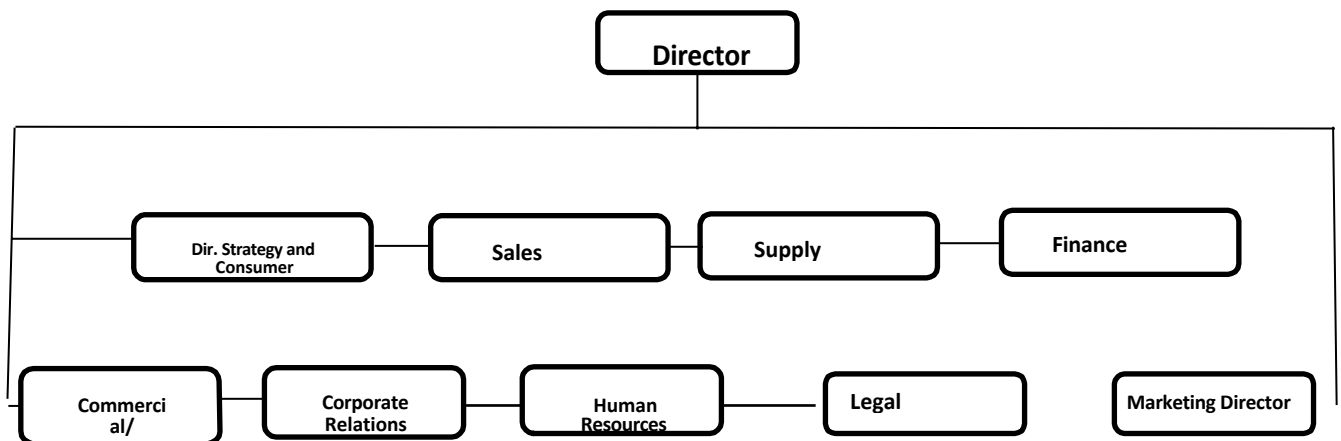 Director
Dir. Strategy and
Consumer
Sales
Supply
Finance
Commerci
al/
Corporate
Relations
Human
Resources
Legal
Marketing Director